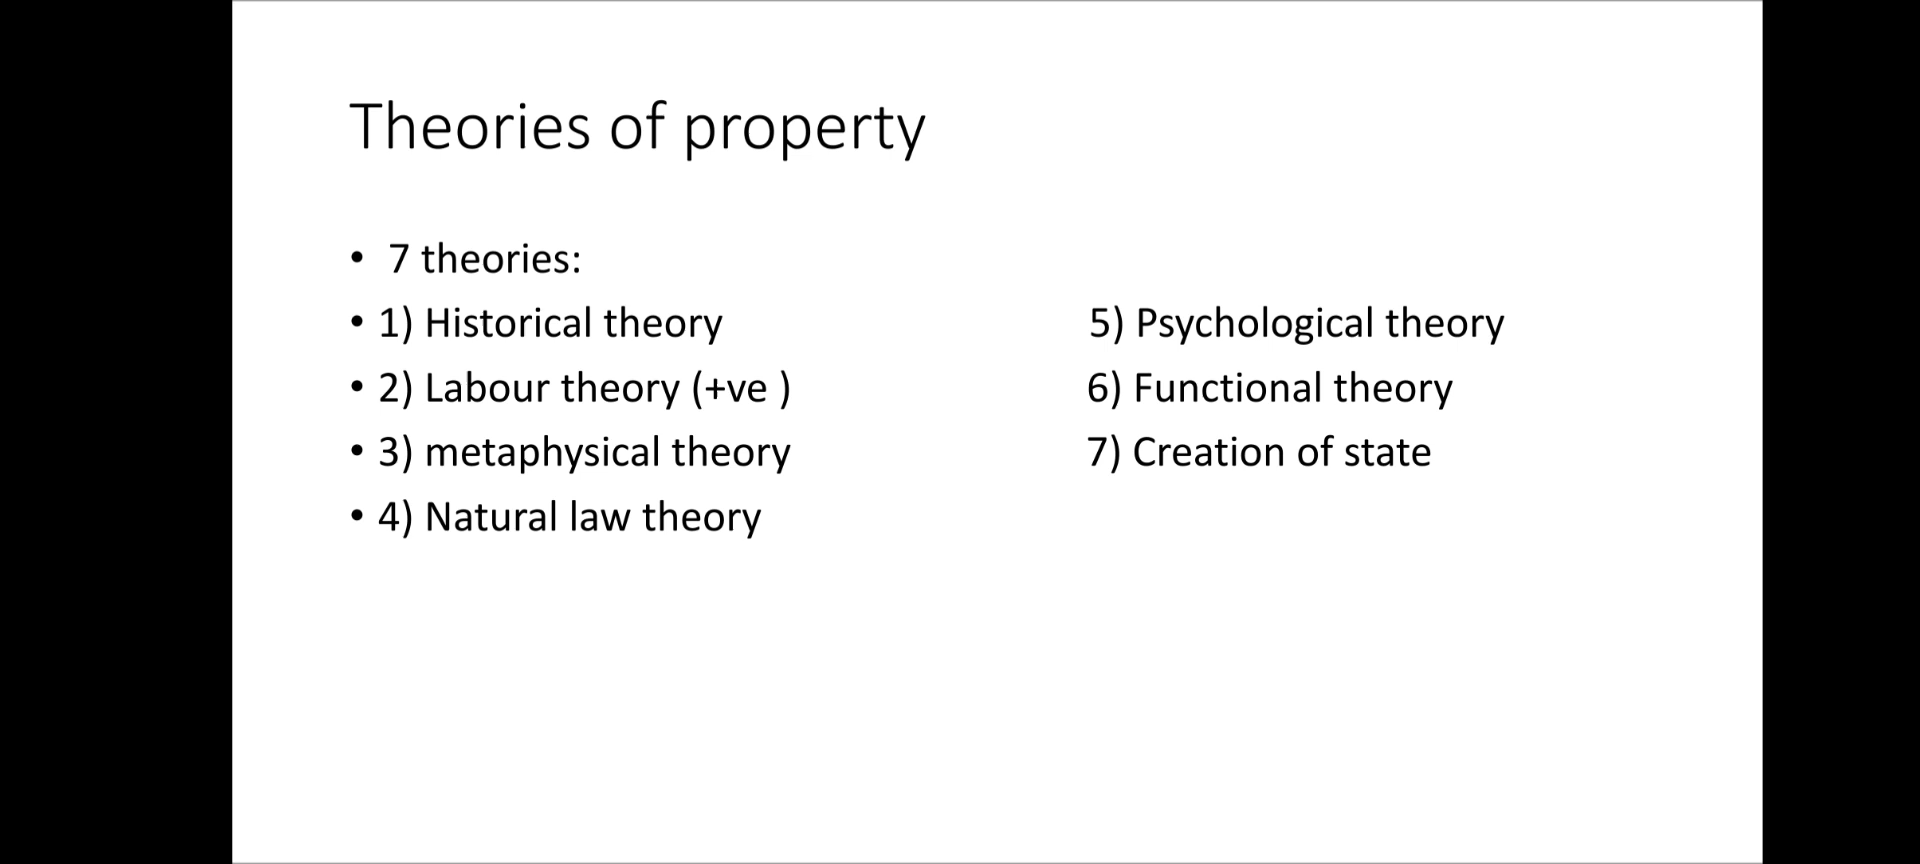 Theories of property
• 7 theories:
• 1) Historical theory
• 2) Labour theory (+ve )
• 3) metaphysical theory
• 4) Natural law theory
5) Psychological theory
6) Functional theory
7) Creation of state